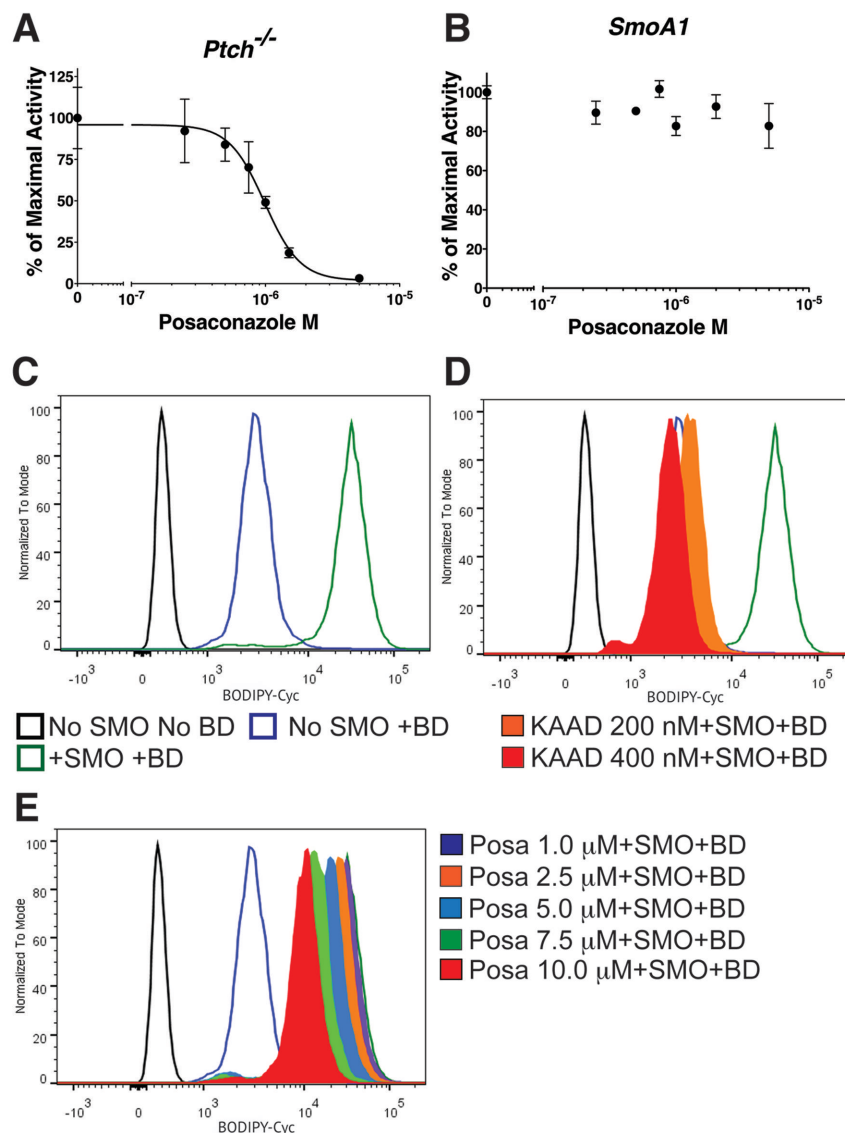 A
Ptch-/-
% of Maximal Activity
125
100
75
50
25
0
0
10-7
10-6
10-5
Posaconazole M
B
SmoA1
% of Maximal Activity
100
80
60
40
20
0
0
10-7
10-6
10-5
Posaconazole M
C
Normalized To Mode
100
80
60
40
20
0
-103
0
103
104
105
BODIPY-Cyc
No SMO No BD
No SMO +BD
+SMO +BD
D
Normalized To Mode
100
80
60
40
20
0
-103
0
103
104
105
BODIPY-Cyc
KAAD 200 nM+SMO+BD
KAAD 400 nM+SMO+BD
E
Normalized To Mode
100
80
60
40
20
0
-103
0
103
104
105
BODIPY-Cyc
Posa 1.0 µM+SMO+BD
Posa 2.5 µM+SMO+BD
Posa 5.0 µM+SMO+BD
Posa 7.5 µM+SMO+BD
Posa 10.0 µM+SMO+BD